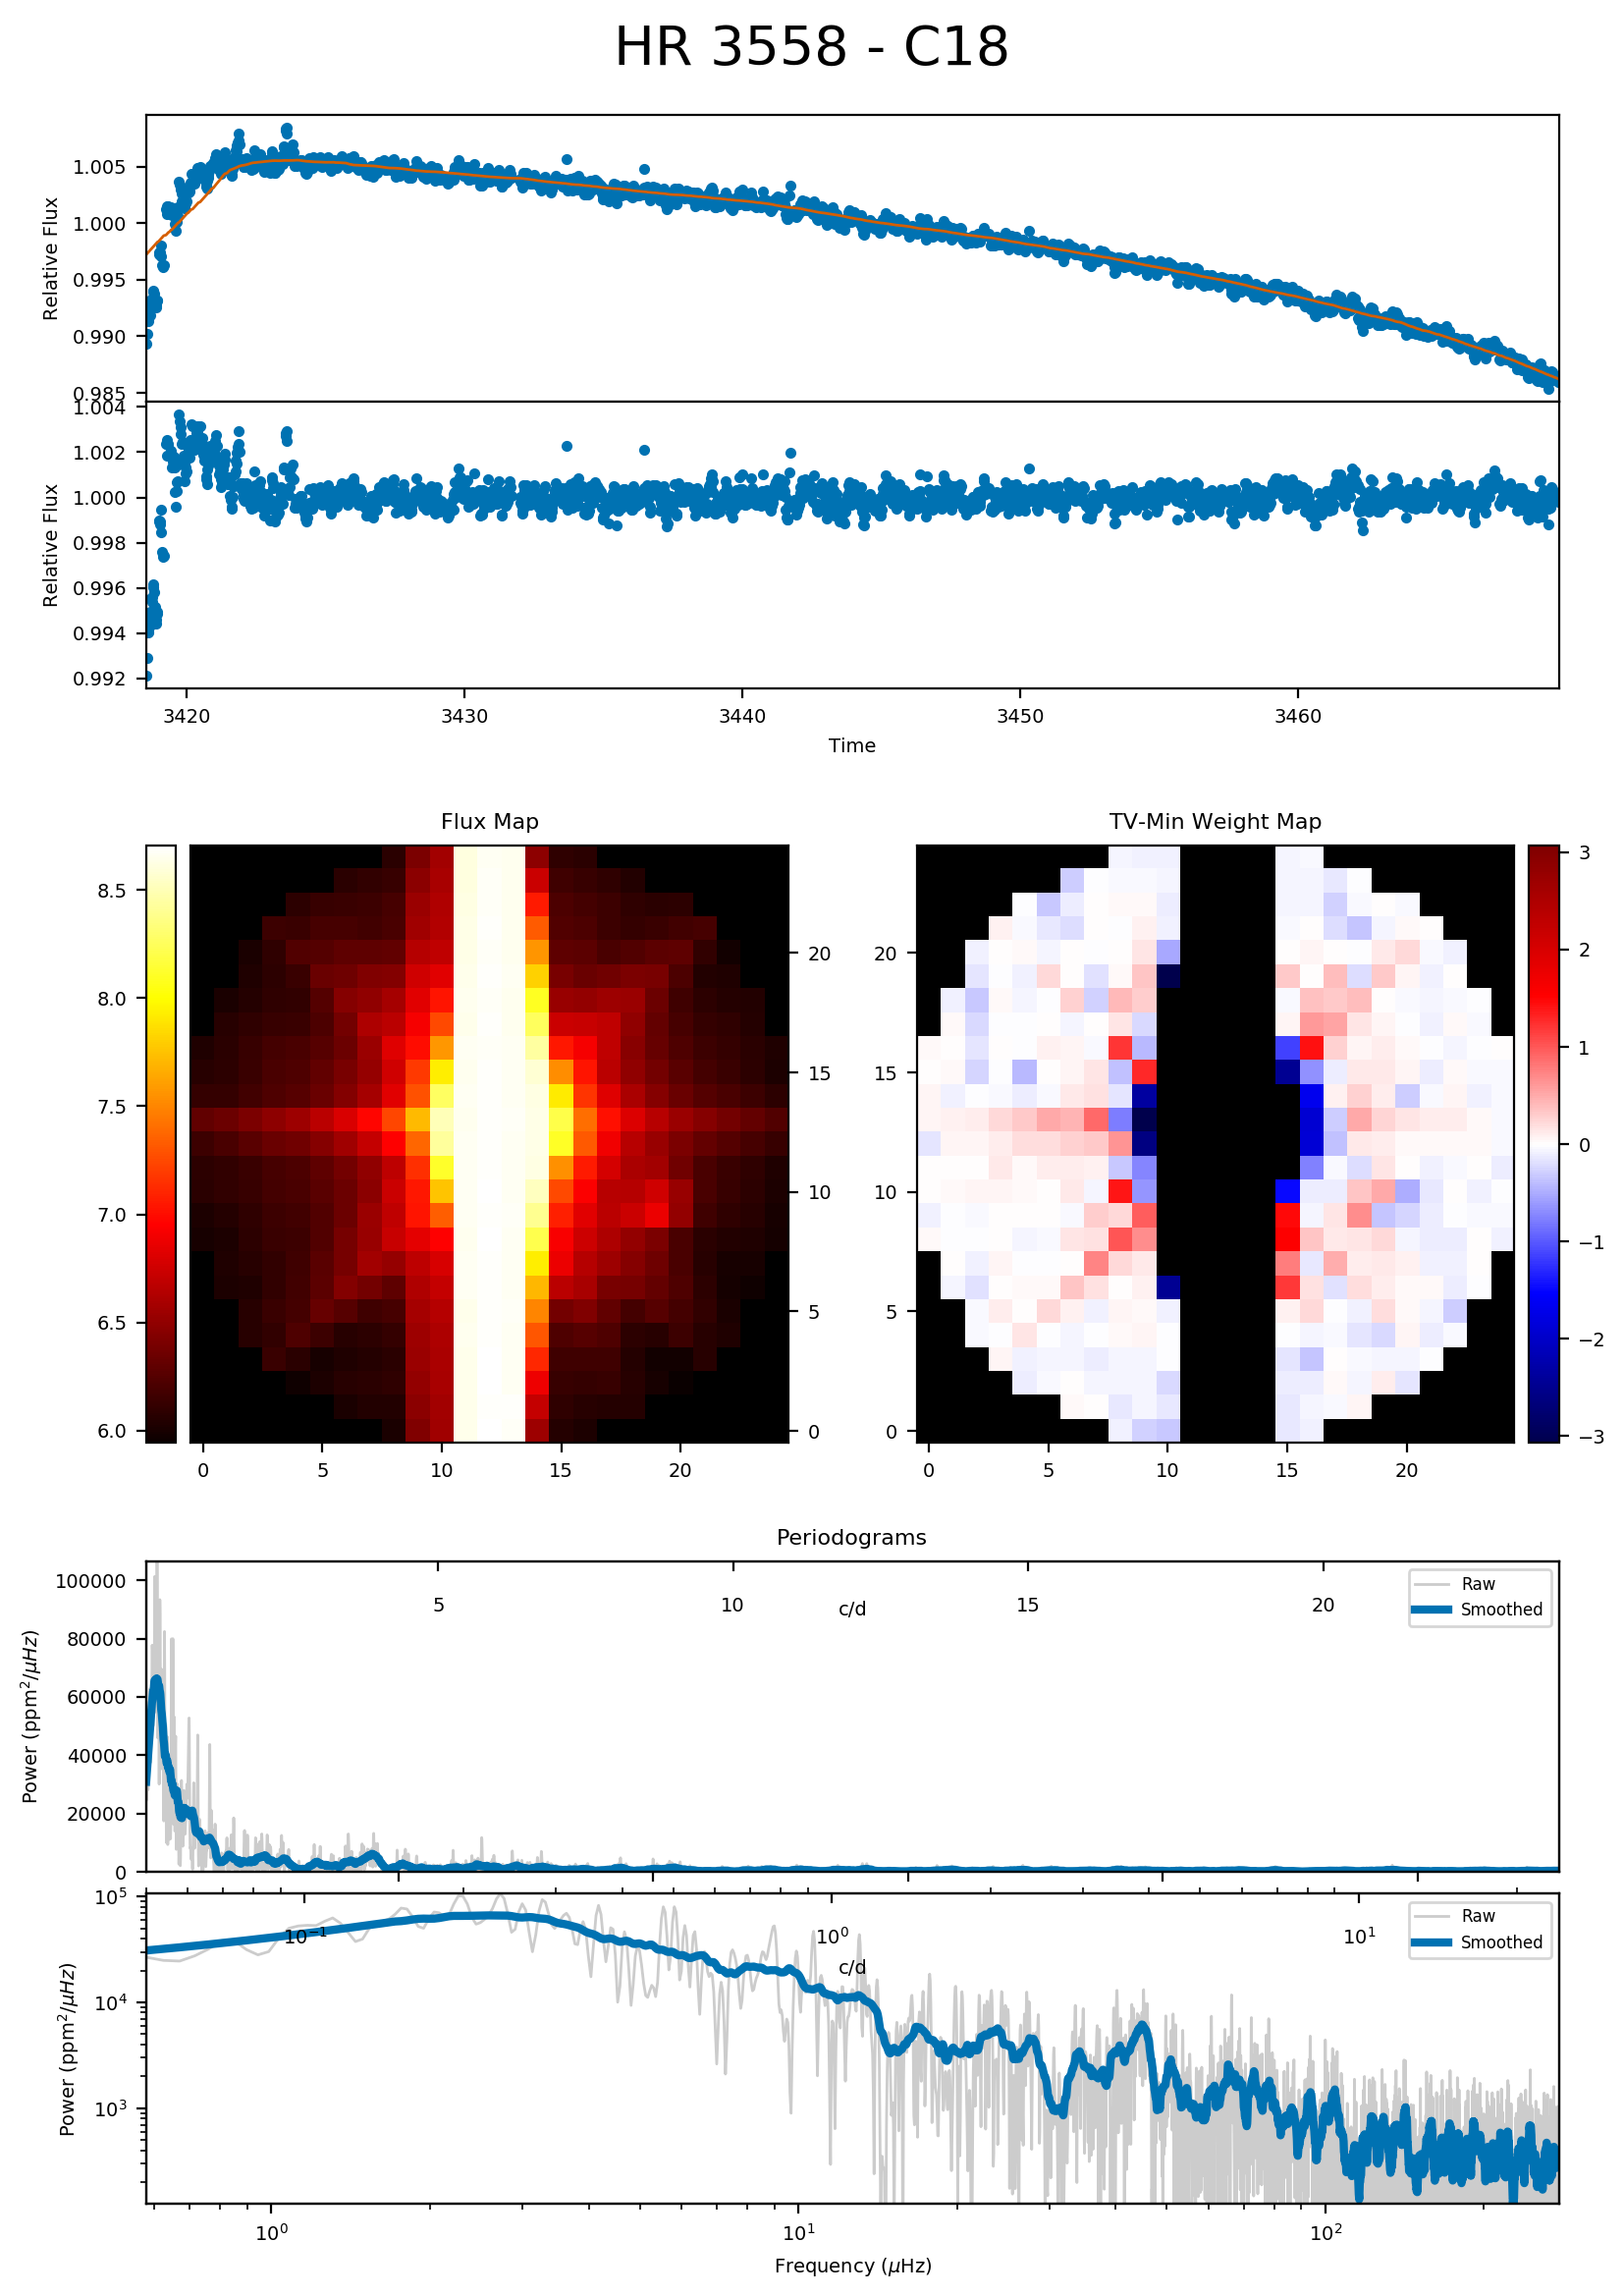 HR 3558 - C18
Relative Flux
1.005
1.000
0.995
0.990
0.985
Relative Flux
1.004
1.002
1.000
0.998
0.996
0.994
0.992
3420 3430 3440 3450 3460
Time
Flux Map
8.5
8.0
7.5
7.0
6.5
6.0
20
15
10
5
0
0 5 10 15 20
TV-Min Weight Map
20
15
10
5
0
0 5 10 15 20
3
2
1
0
−1
−2
−3
Periodograms
Power (ppm²/μHz)
100000
80000
60000
40000
20000
0
5 10 15 20
c/d
Raw
Smoothed
Power (ppm²/μHz)
10⁵
10⁴
10³
10⁻¹ 10⁰ 10¹
c/d
Raw
Smoothed
10⁰ 10¹ 10²
Frequency (μHz)